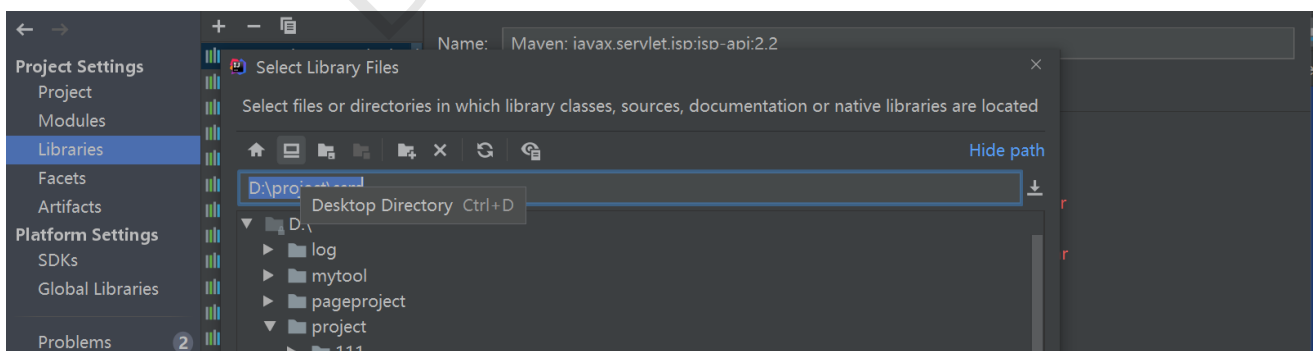 Name: Maven: javax.servlet.jsp:jsp-api:2.2
Project Settings
Project
Modules
Libraries
Facets
Artifacts
Platform Settings
SDKs
Global Libraries
Problems 2
Select Library Files
Select files or directories in which library classes, sources, documentation or native libraries are located
Hide path
D:\project\ssm
Desktop Directory Ctrl+D
D:\
log
mytool
pageproject
project
111
r
r